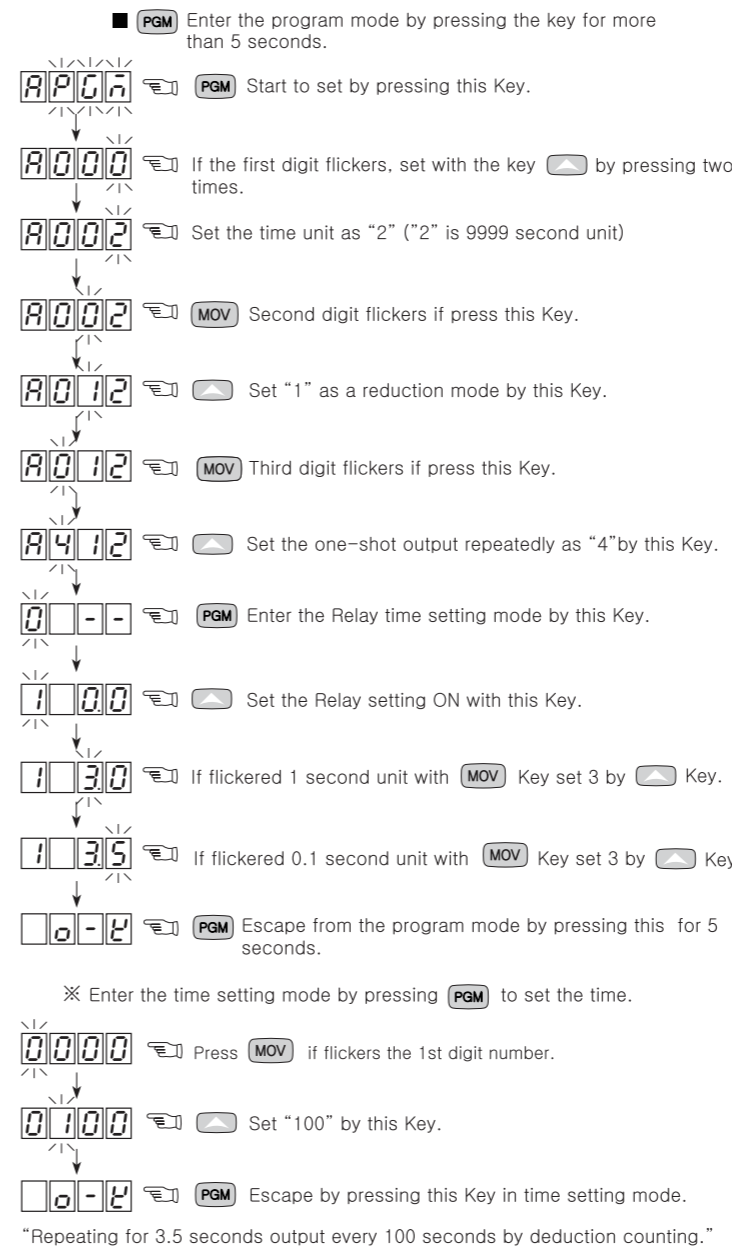 ■ PGM Enter the program mode by pressing the key for more
than 5 seconds.
APGM PGM Start to set by pressing this Key.
A000 If the first digit flickers, set with the key by pressing two
times.
A002 Set the time unit as “2” ("2” is 9999 second unit)
A002 MOV Second digit flickers if press this Key.
A012 Set “1” as a reduction mode by this Key.
A012 MOV Third digit flickers if press this Key.
A412 Set the one-shot output repeatedly as “4”by this Key.
0 -- PGM Enter the Relay time setting mode by this Key.
1 0.0 Set the Relay setting ON with this Key.
1 3.0 If flickered 1 second unit with MOV Key set 3 by Key.
1 3.5 If flickered 0.1 second unit with MOV Key set 3 by Key
o-k PGM Escape from the program mode by pressing this for 5
seconds.
※ Enter the time setting mode by pressing PGM to set the time.
0000 Press MOV if flickers the 1st digit number.
0100 Set “100” by this Key.
o-k PGM Escape by pressing this Key in time setting mode.
“Repeating for 3.5 seconds output every 100 seconds by deduction counting.”